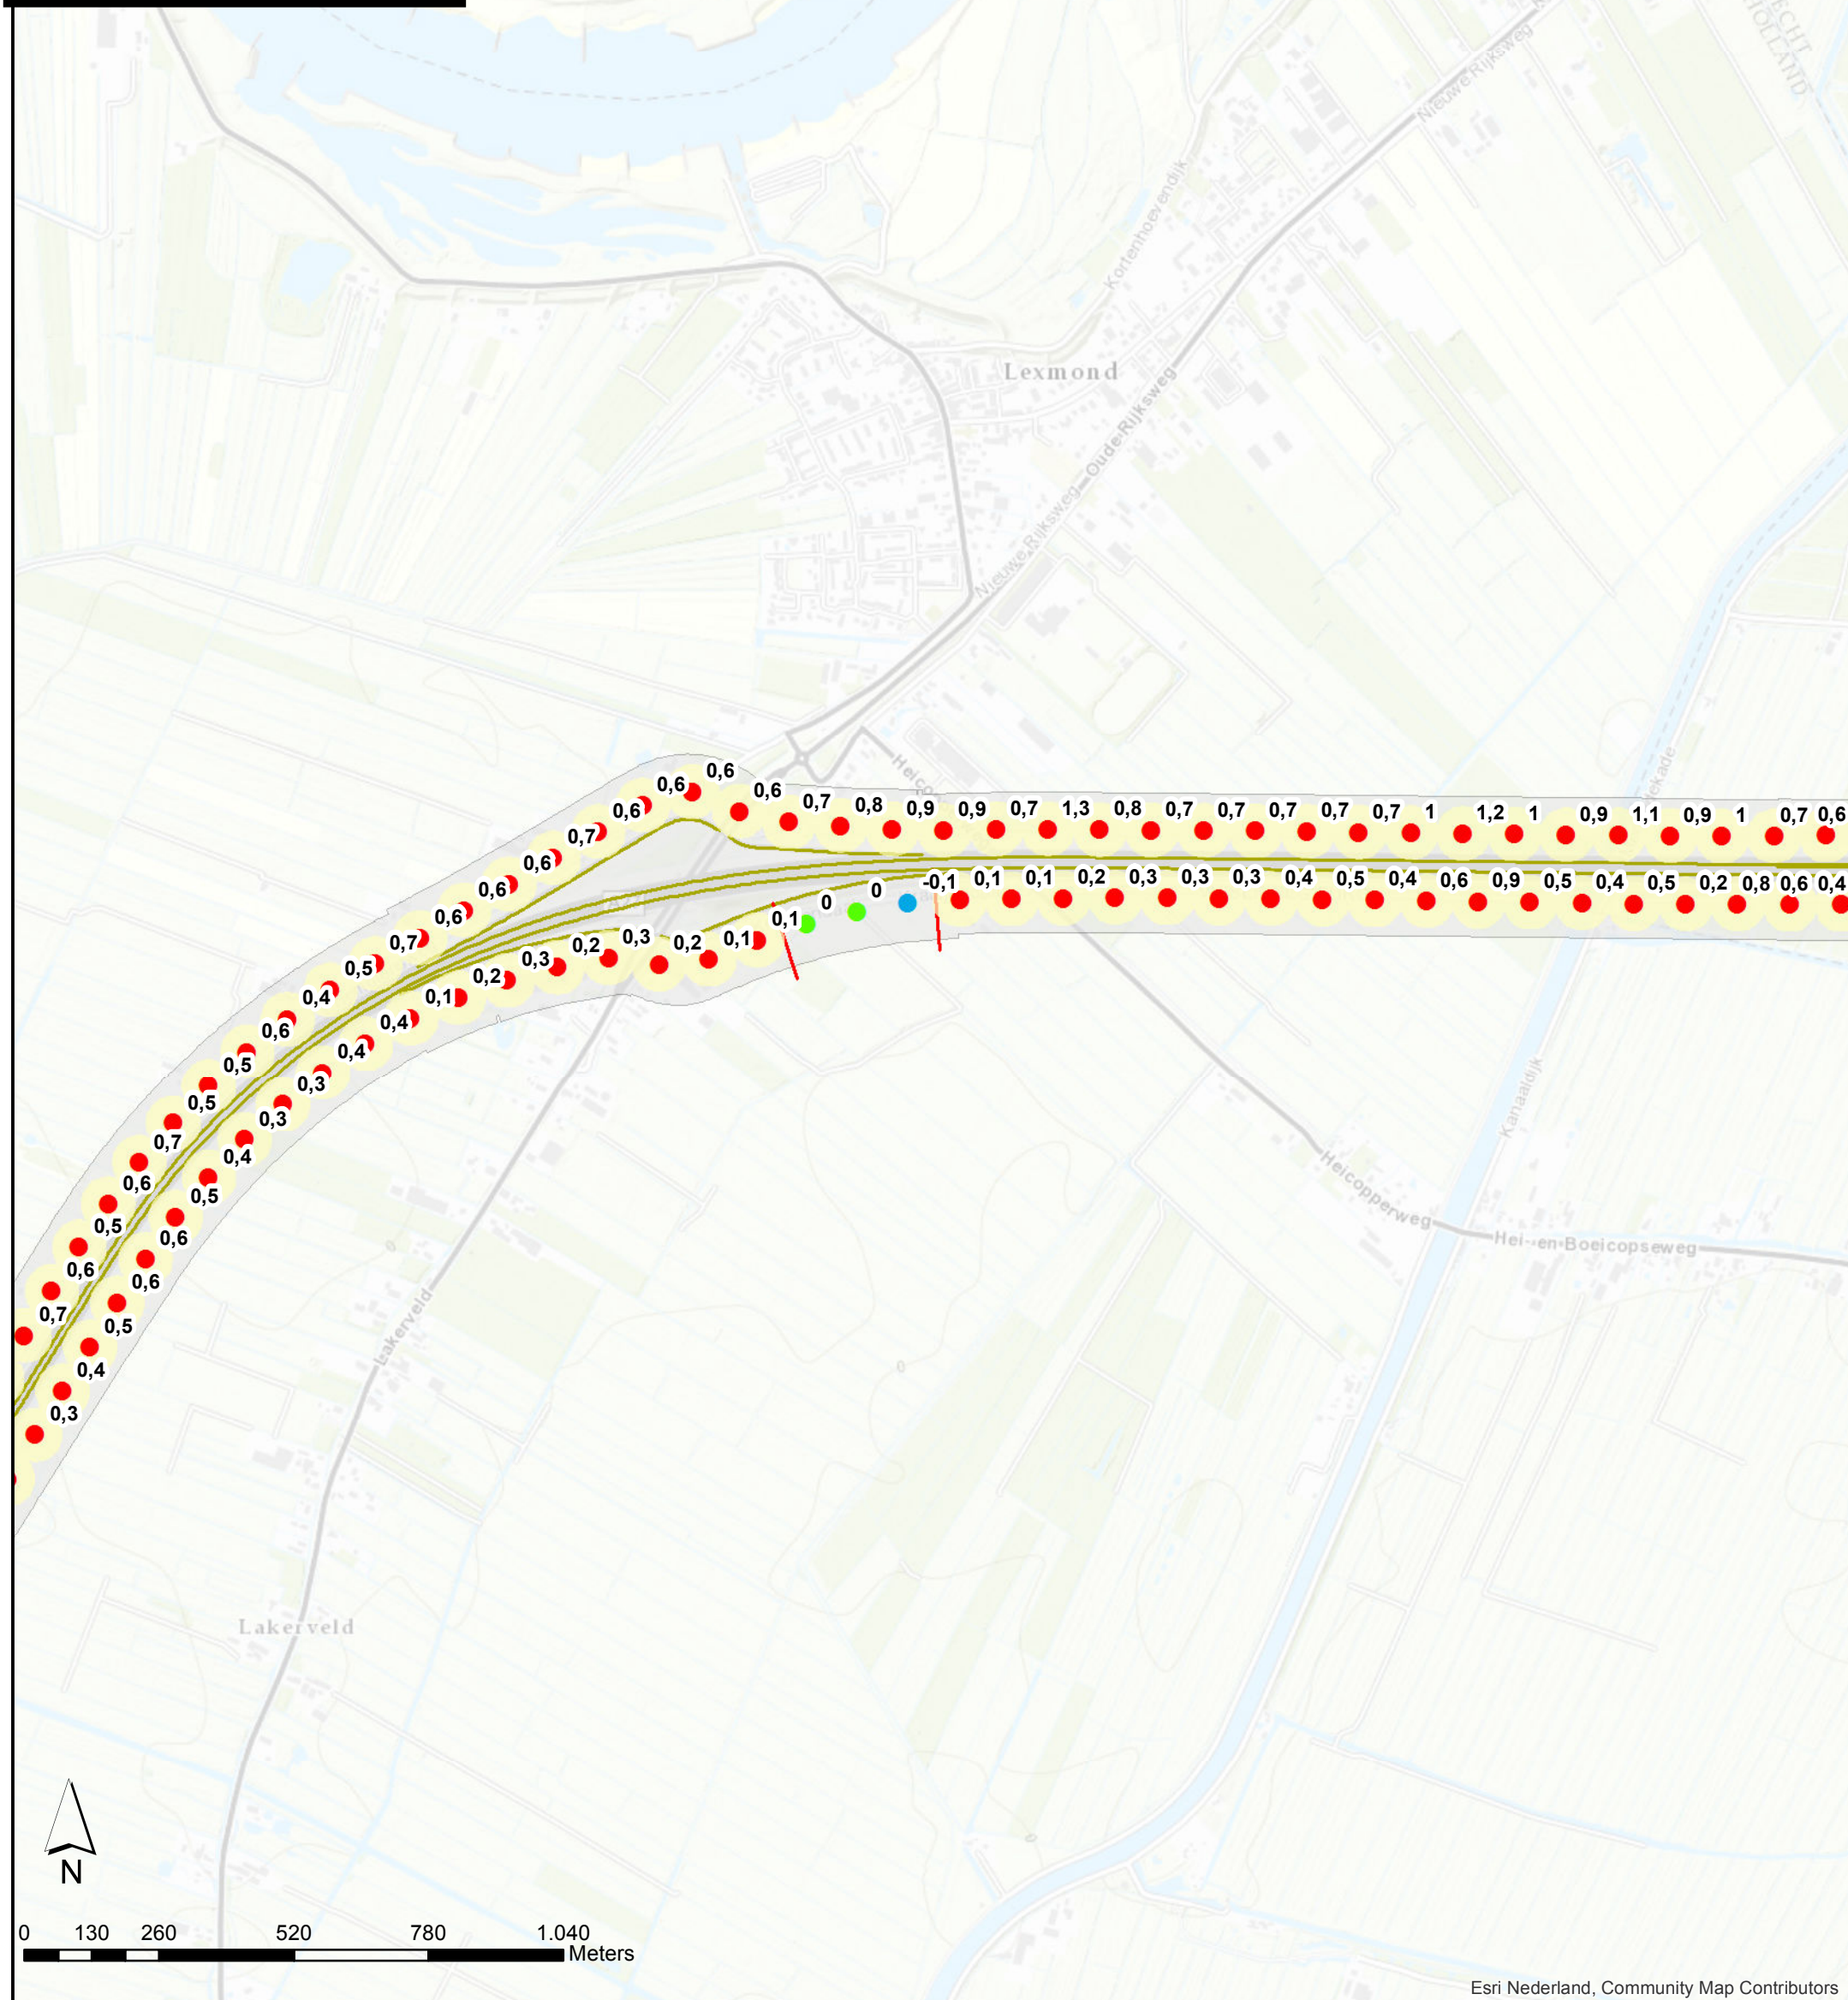 ECHT
HOLLAND
Nieuwe Rijksweg
Kortenhoevendijk
Lexmond
Nieuwe Rijksweg
Oude Rijksweg
Heico
ekade
0,6 0,7 0,6 0,5 0,6 0,7 0,5 0,5 0,6 0,4 0,5 0,7 0,6 0,6 0,6 0,7 0,6 0,6 0,6 0,6 0,7 0,8 0,9 0,9 0,7 1,3 0,8 0,7 0,7 0,7 0,7 0,7 1 1,2 1 0,9 1,1 0,9 1 0,7 0,6
A27
0,3 0,4 0,5 0,6 0,6 0,5 0,4 0,3 0,3 0,4 0,4 0,1 0,2 0,3 0,2 0,3 0,2 0,1 0,1 0 0 -0,1 0,1 0,1 0,2 0,3 0,3 0,3 0,4 0,5 0,4 0,6 0,9 0,5 0,4 0,5 0,2 0,8 0,6 0,4
Kanaaldijk
Heicopperweg
Hei- en Boeicopseweg
Lakerveld
Lakerveld
N
0 130 260 520 780 1.040
Meters
Esri Nederland, Community Map Contributors